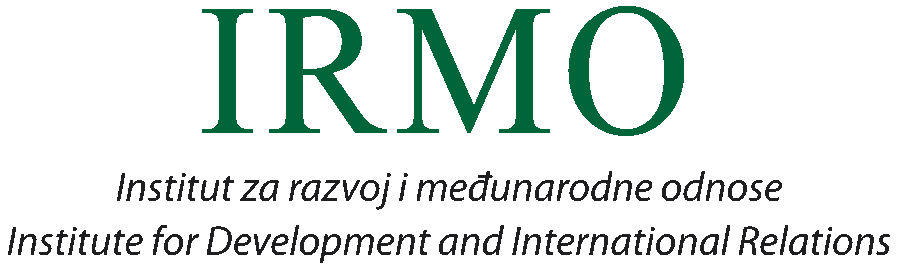 IRMO
Institut za razvoj i međunarodne odnose
Institute for Development and International Relations